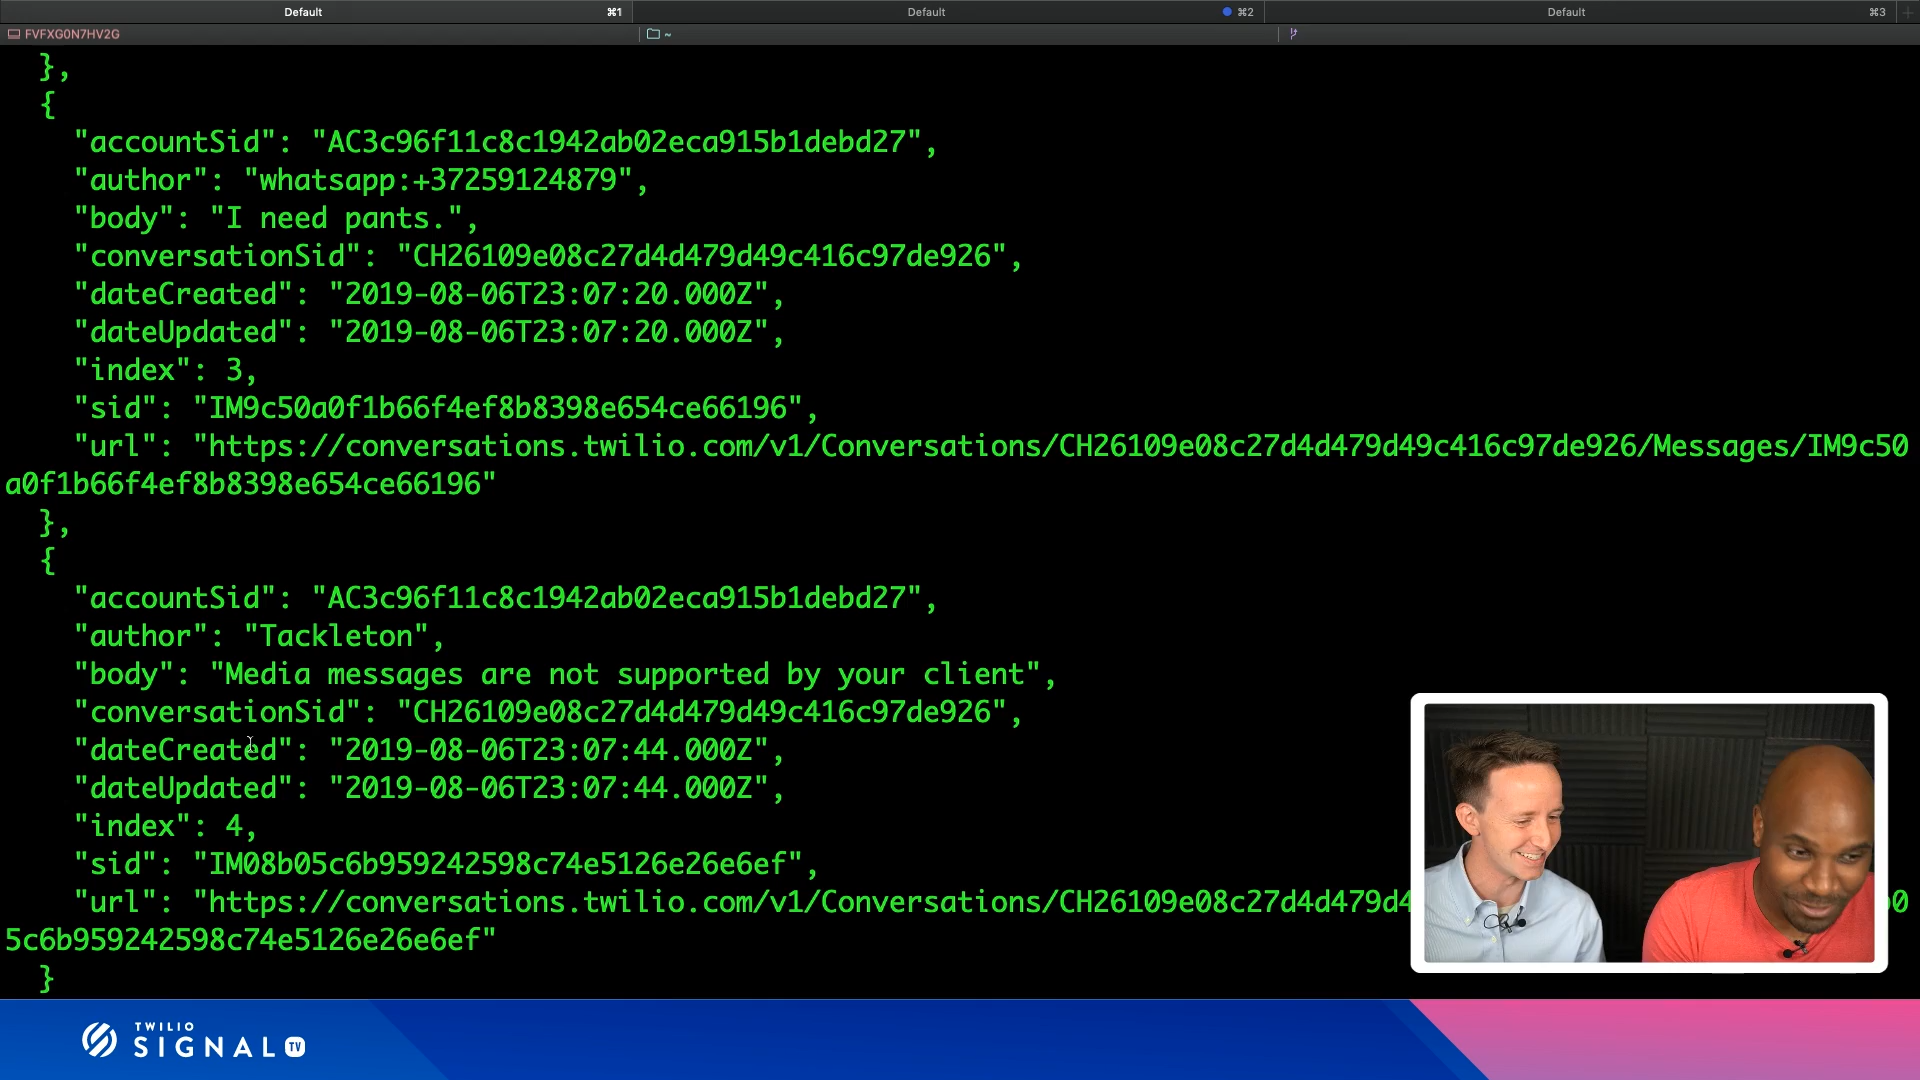 Default ⌘1 Default ⌘2 Default ⌘3
FVFXG0N7HV2G ~
},
{
"accountSid": "AC3c96f11c8c1942ab02eca915b1debd27",
"author": "whatsapp:+37259124879",
"body": "I need pants.",
"conversationSid": "CH26109e08c27d4d479d49c416c97de926",
"dateCreated": "2019-08-06T23:07:20.000Z",
"dateUpdated": "2019-08-06T23:07:20.000Z",
"index": 3,
"sid": "IM9c50a0f1b66f4ef8b8398e654ce66196",
"url": "https://conversations.twilio.com/v1/Conversations/CH26109e08c27d4d479d49c416c97de926/Messages/IM9c50
a0f1b66f4ef8b8398e654ce66196"
},
{
"accountSid": "AC3c96f11c8c1942ab02eca915b1debd27",
"author": "Tackleton",
"body": "Media messages are not supported by your client",
"conversationSid": "CH26109e08c27d4d479d49c416c97de926",
"dateCreated": "2019-08-06T23:07:44.000Z",
"dateUpdated": "2019-08-06T23:07:44.000Z",
"index": 4,
"sid": "IM08b05c6b959242598c74e5126e26e6ef",
"url": "https://conversations.twilio.com/v1/Conversations/CH26109e08c27d4d479d4
5c6b959242598c74e5126e26e6ef"
}
TWILIO
SIGNAL TV